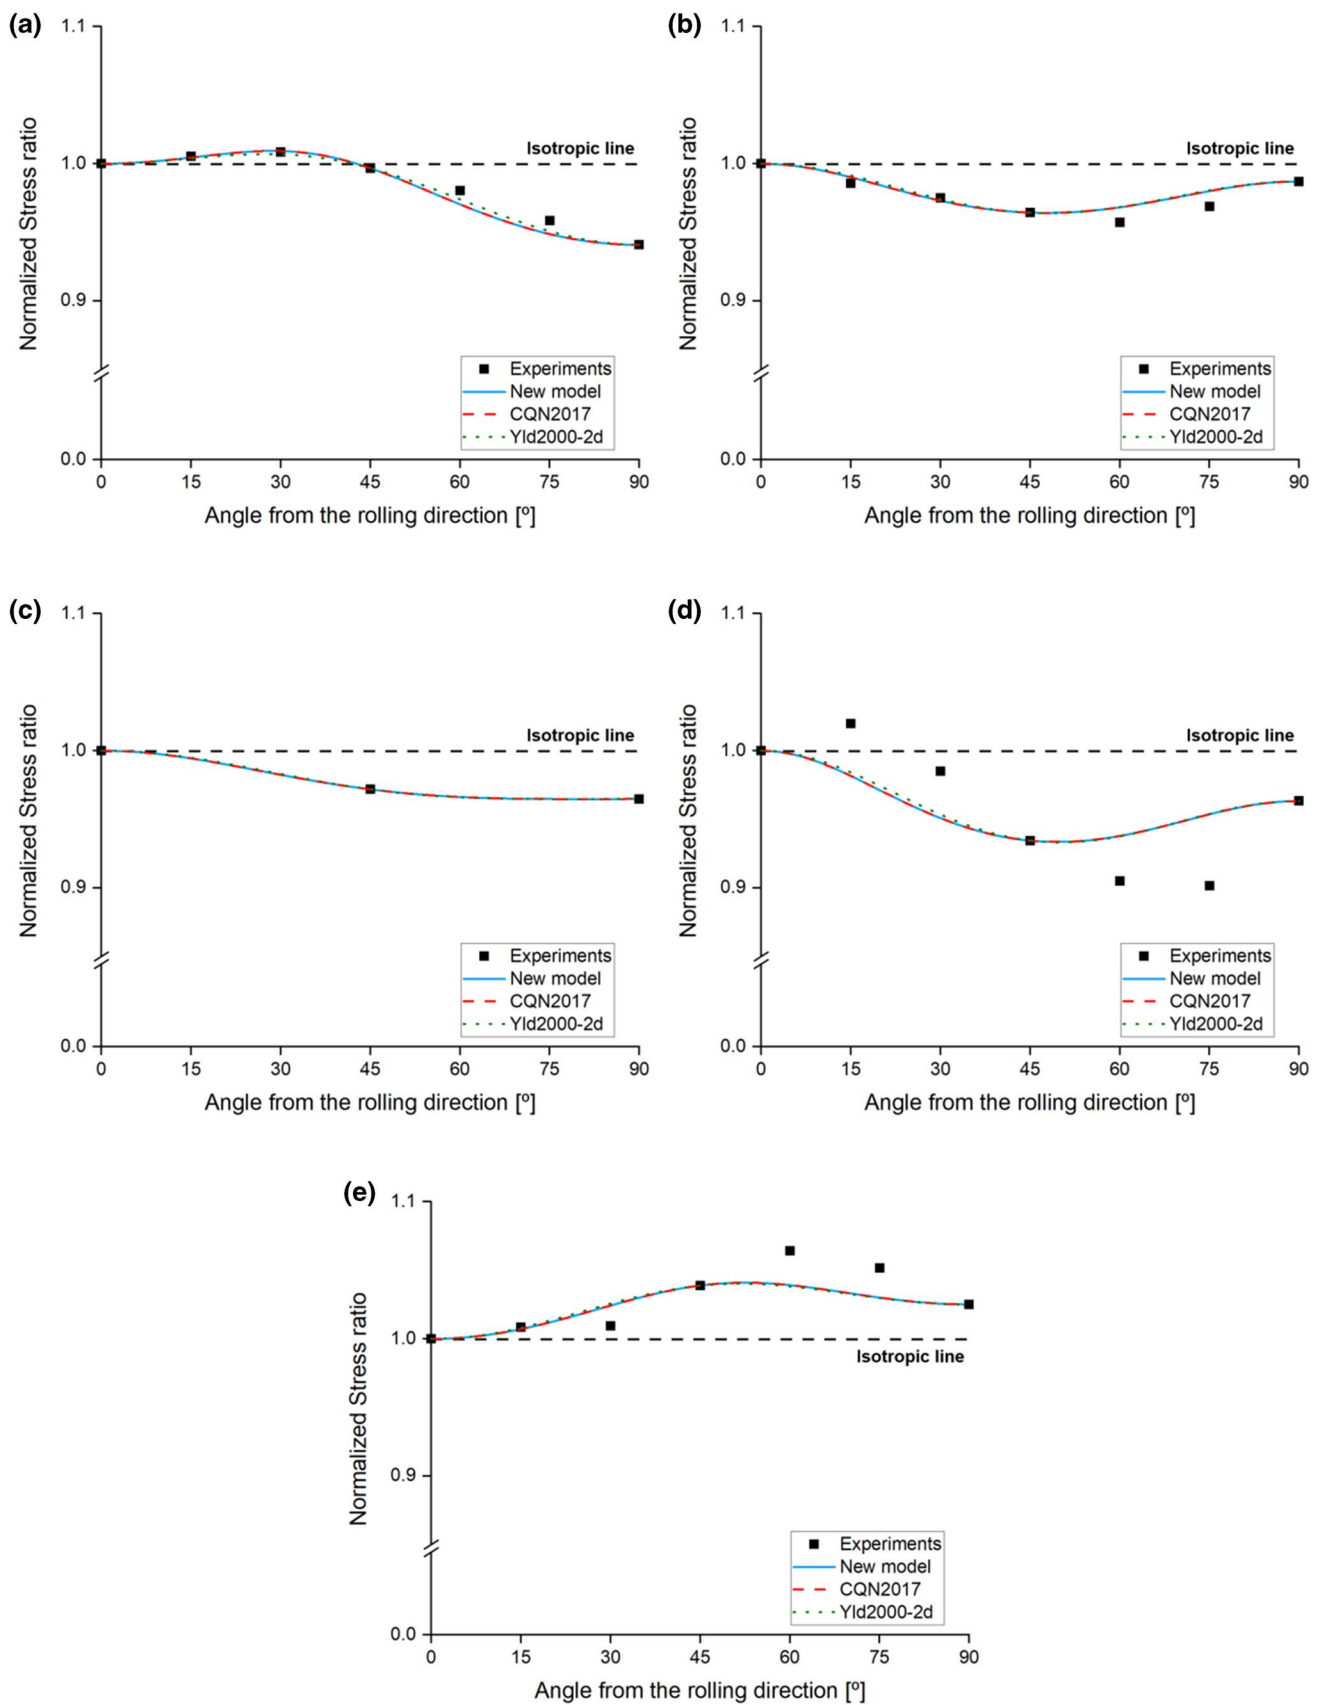 (a)
1.1
1.0
0.9
0.0
Normalized Stress ratio
Isotropic line
Experiments
New model
CQN2017
Yld2000-2d
0 15 30 45 60 75 90
Angle from the rolling direction [º]
(b)
1.1
1.0
0.9
0.0
Normalized Stress ratio
Isotropic line
Experiments
New model
CQN2017
Yld2000-2d
0 15 30 45 60 75 90
Angle from the rolling direction [º]
(c)
1.1
1.0
0.9
0.0
Normalized Stress ratio
Isotropic line
Experiments
New model
CQN2017
Yld2000-2d
0 15 30 45 60 75 90
Angle from the rolling direction [º]
(d)
1.1
1.0
0.9
0.0
Normalized Stress ratio
Isotropic line
Experiments
New model
CQN2017
Yld2000-2d
0 15 30 45 60 75 90
Angle from the rolling direction [º]
(e)
1.1
1.0
0.9
0.0
Normalized Stress ratio
Isotropic line
Experiments
New model
CQN2017
Yld2000-2d
0 15 30 45 60 75 90
Angle from the rolling direction [º]